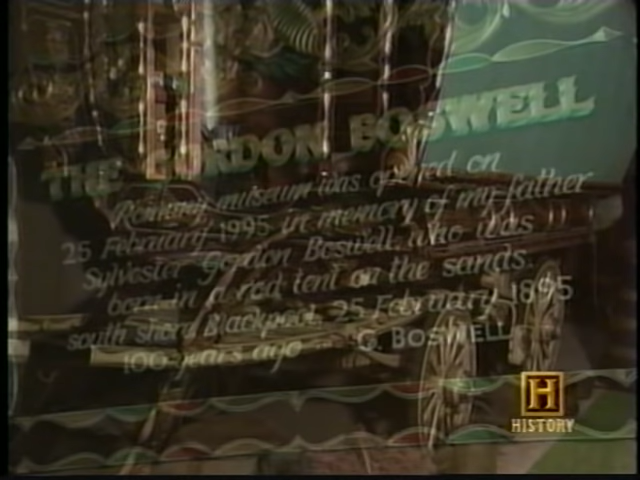 THE GORDON BOSWELL
Romany museum was opened on
25 February 1995 in memory of my father
Sylvester Gordon Boswell, who was
born in a rod tent on the sands.
south shore Blackpool, 25 February 1895
100 years ago G. BOSWELL
H
HISTORY